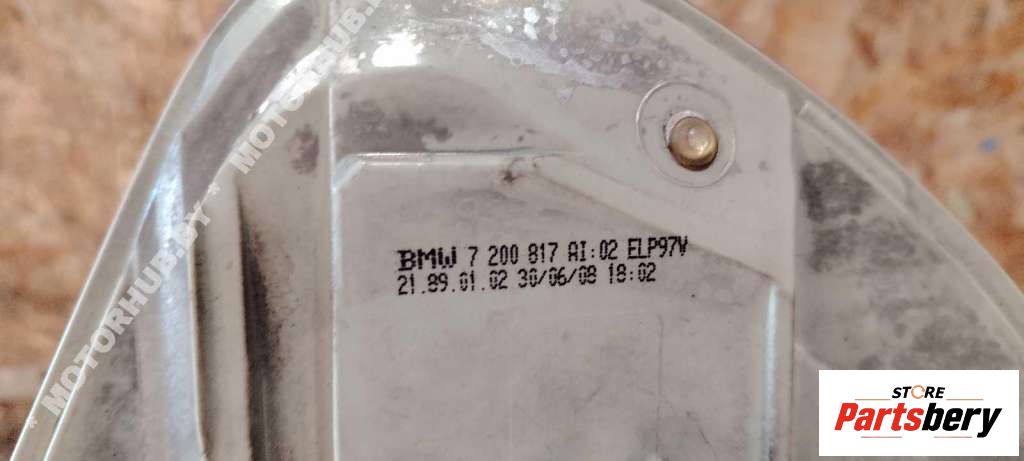 BMW 7 200 817 AI:02 ELP97V
21.89.01.02 30/06/08 18:02
* MOTORHUB.BY * MOTORHUB.BY
STORE
Partsbery